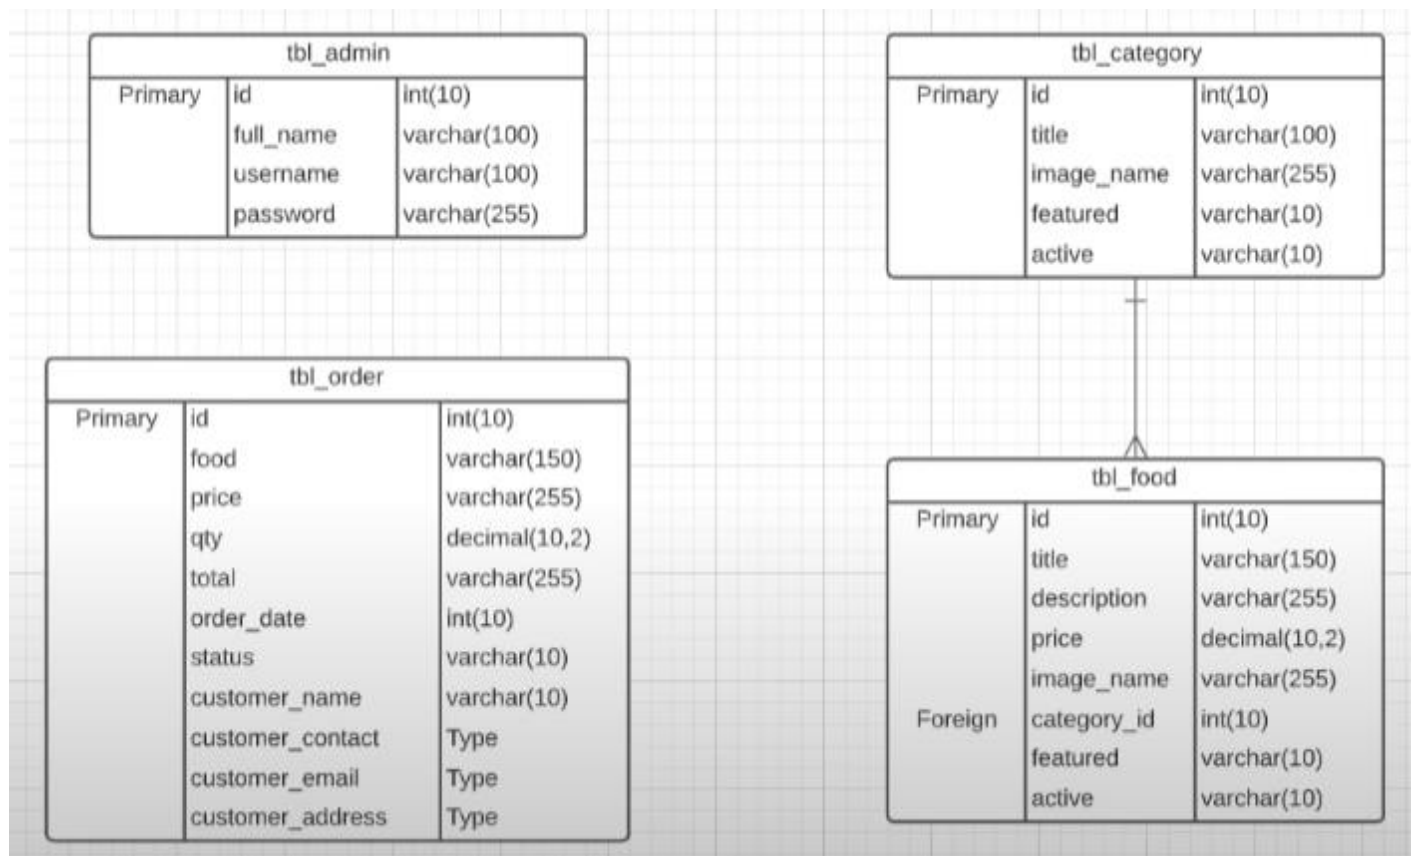 tbl_admin
Primary id int(10)
full_name varchar(100)
username varchar(100)
password varchar(255)
tbl_category
Primary id int(10)
title varchar(100)
image_name varchar(255)
featured varchar(10)
active varchar(10)
tbl_order
Primary id int(10)
food varchar(150)
price varchar(255)
qty decimal(10,2)
total varchar(255)
order_date int(10)
status varchar(10)
customer_name varchar(10)
customer_contact Type
customer_email Type
customer_address Type
tbl_food
Primary id int(10)
title varchar(150)
description varchar(255)
price decimal(10,2)
image_name varchar(255)
Foreign category_id int(10)
featured varchar(10)
active varchar(10)